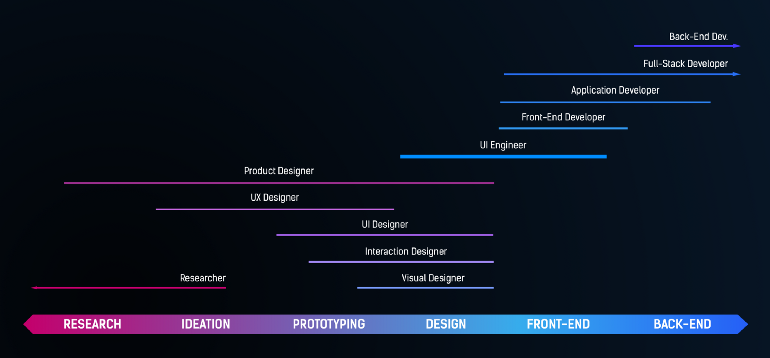 Back-End Dev.
Full-Stack Developer
Application Developer
Front-End Developer
UI Engineer
Product Designer
UX Designer
UI Designer
Interaction Designer
Researcher Visual Designer
RESEARCH IDEATION PROTOTYPING DESIGN FRONT-END BACK-END